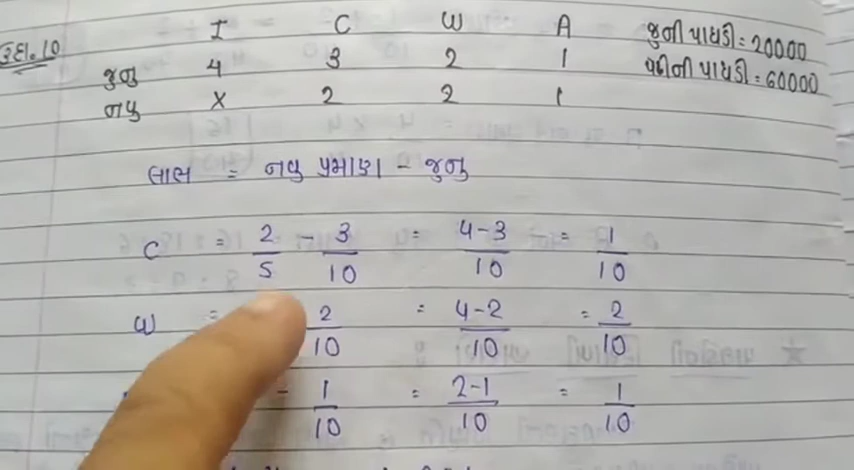 ઉદા.10 I C W A જુની પાઘડી = 20000
જુનુ 4 3 2 1 પછીની પાઘડી = 60000
નવુ X 2 2 1
લાભ = નવુ પ્રમાણ - જુનુ
C = 2/5 - 3/10 = 4-3/10 = 1/10
W = 2/10 = 4-2/10 = 2/10
- 1/10 = 2-1/10 = 1/10